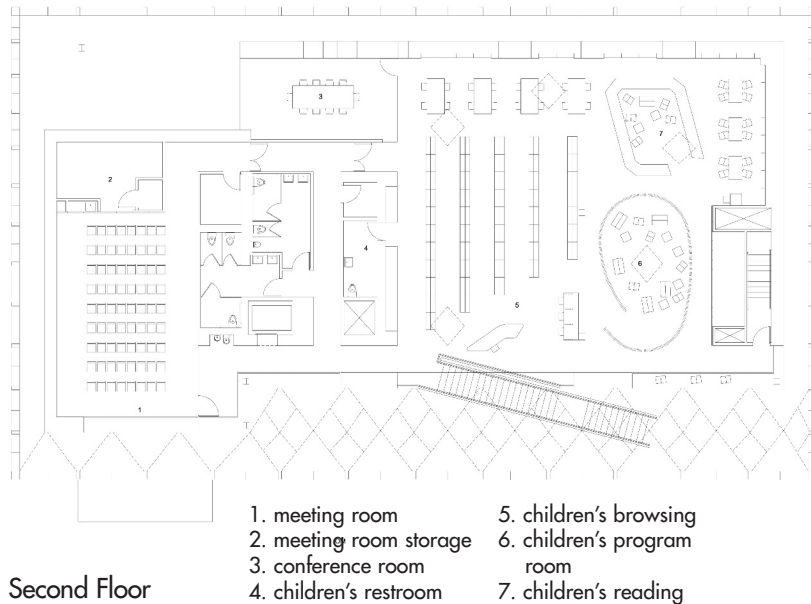 3
7
2
4
6
5
1
1. meeting room
2. meeting room storage
3. conference room
4. children's restroom
5. children's browsing
6. children's program
room
7. children's reading
Second Floor